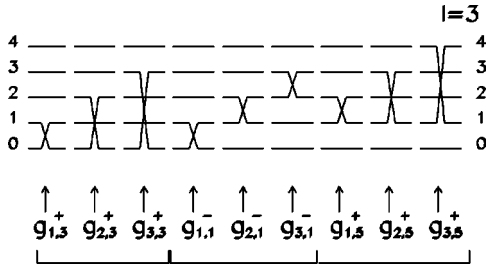 l=3
4 4
3 3
2 2
1 1
0 0
g⁺₁,₃ g⁺₂,₃ g⁺₃,₃ g⁻₁,₁ g⁻₂,₁ g⁻₃,₁ g⁺₁,₅ g⁺₂,₅ g⁺₃,₅